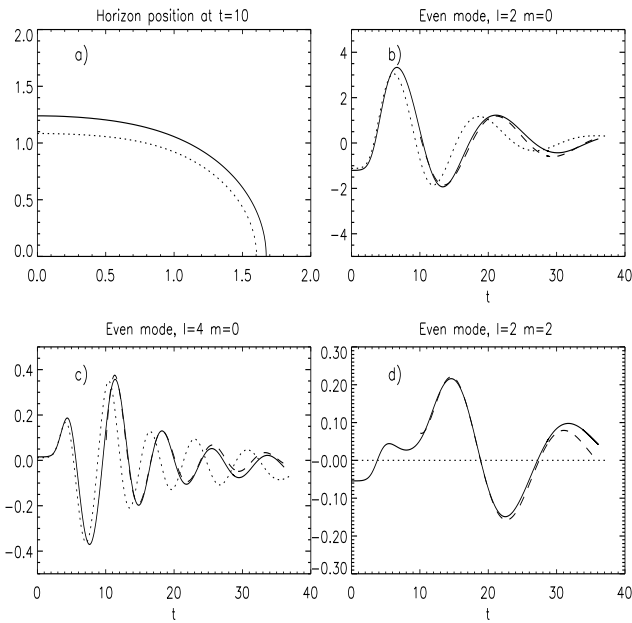 Horizon position at t=10
a)
2.0
1.5
1.0
0.5
0.0
0.0 0.5 1.0 1.5 2.0
Even mode, l=2 m=0
b)
4
2
0
−2
−4
0 10 20 30 40
t
Even mode, l=4 m=0
c)
0.4
0.2
0.0
−0.2
−0.4
0 10 20 30 40
t
Even mode, l=2 m=2
d)
0.30
0.20
0.10
−0.00
−0.10
−0.20
−0.30
0 10 20 30 40
t